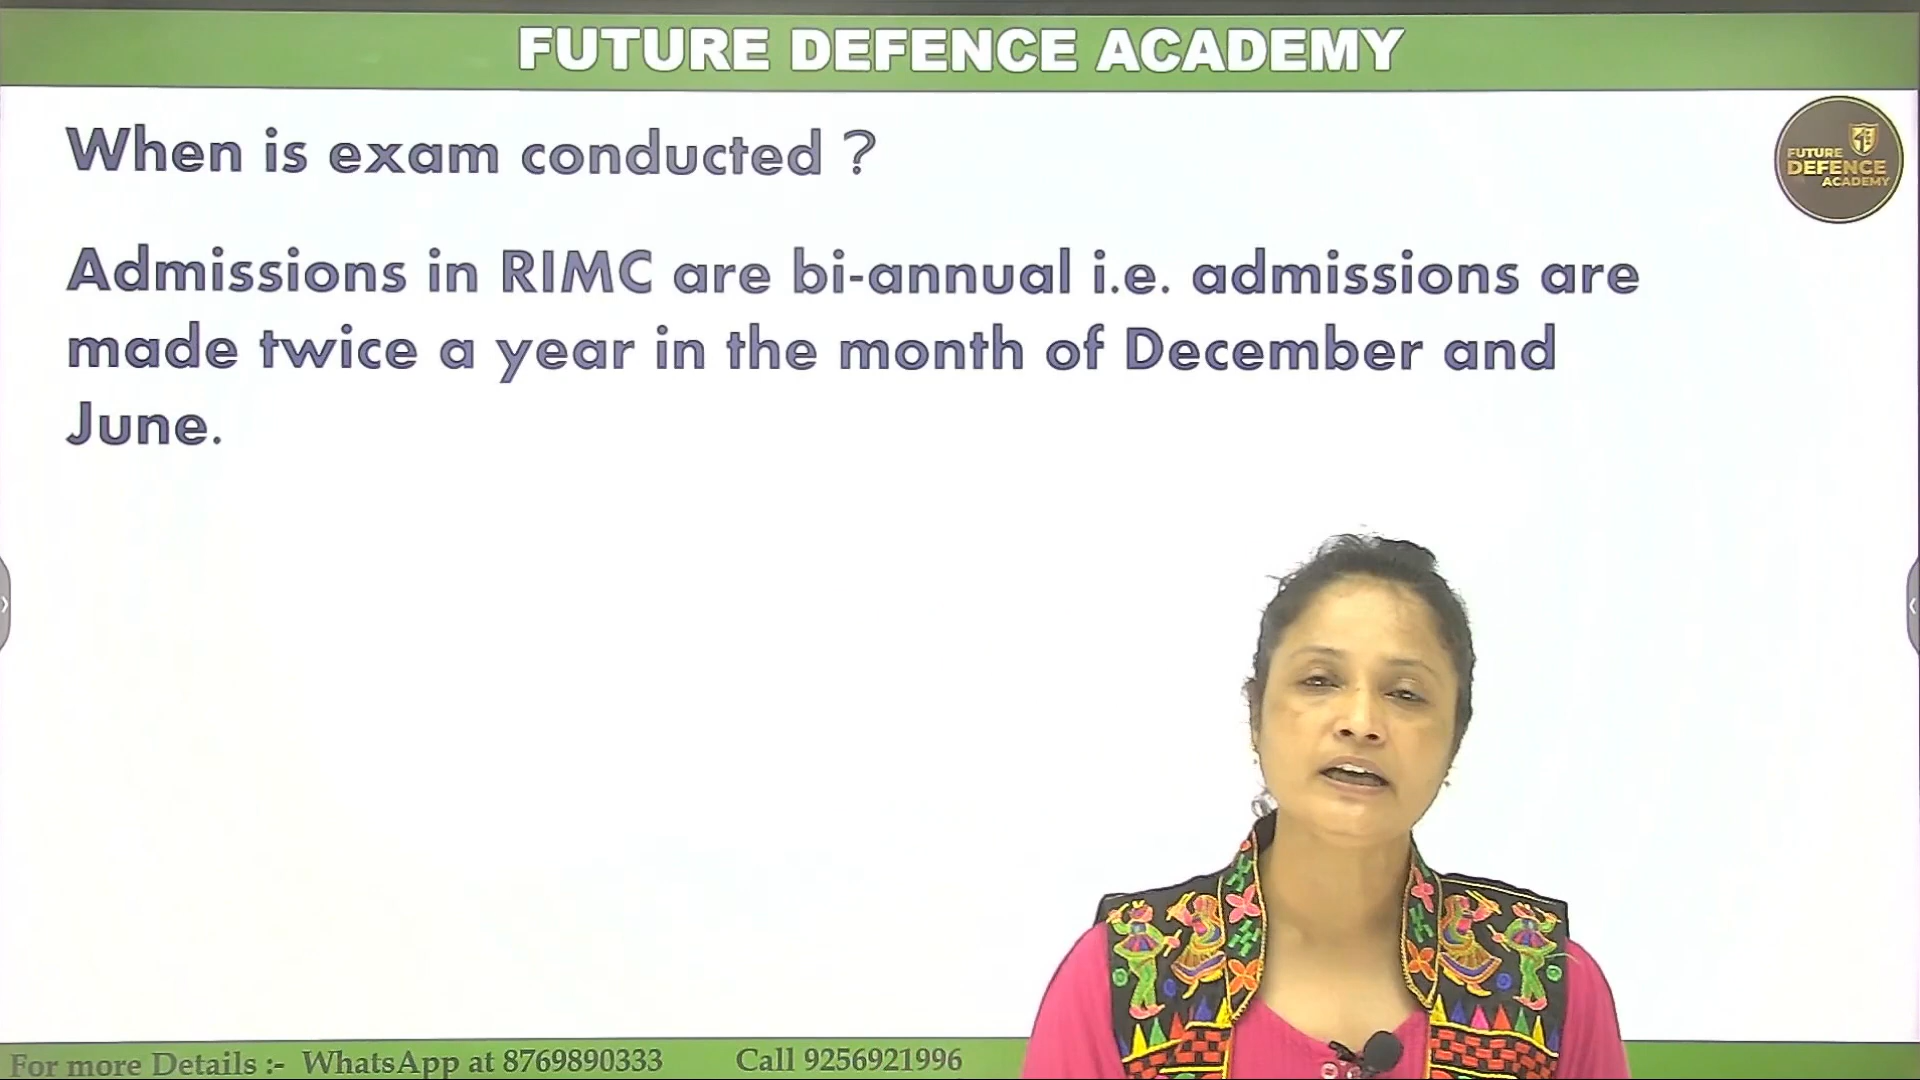 FUTURE DEFENCE ACADEMY
When is exam conducted ?
FUTURE
DEFENCE
ACADEMY
Admissions in RIMC are bi-annual i.e. admissions are
made twice a year in the month of December and
June.
For more Details :- WhatsApp at 8769890333 Call 9256921996